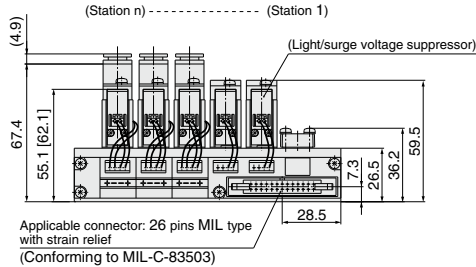 (Station n) (Station 1)
(4.9)
(Light/surge voltage suppressor)
67.4
55.1 [62.1]
7.3
26.5
36.2
59.5
28.5
Applicable connector: 26 pins MIL type
with strain relief
(Conforming to MIL-C-83503)